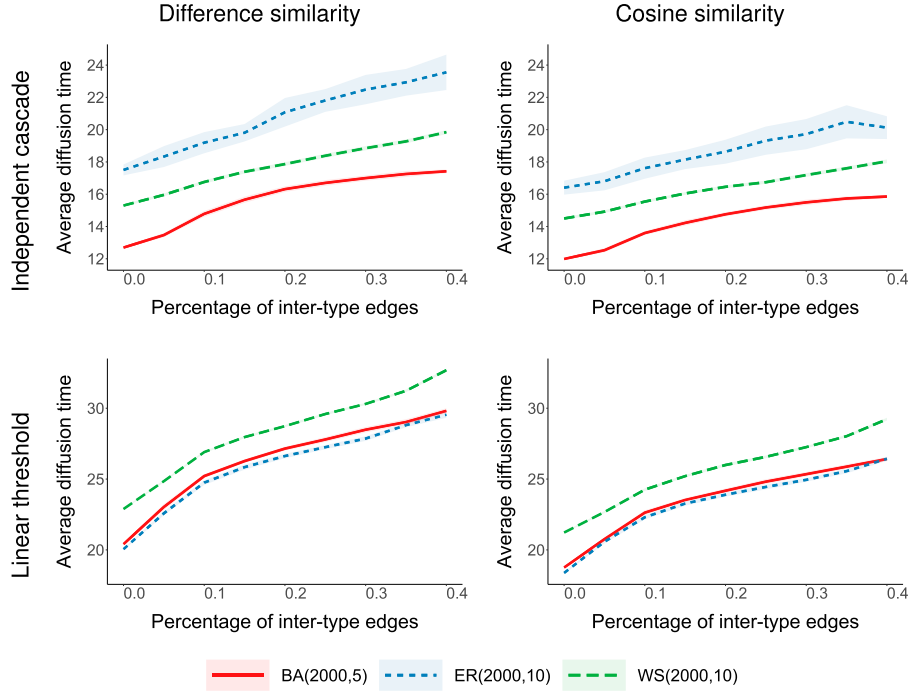 Difference similarity
Cosine similarity
Independent cascade
Average diffusion time
24
22
20
18
16
14
12
0.0 0.1 0.2 0.3 0.4
Percentage of inter-type edges
Average diffusion time
24
22
20
18
16
14
12
0.0 0.1 0.2 0.3 0.4
Percentage of inter-type edges
Linear threshold
Average diffusion time
30
25
20
0.0 0.1 0.2 0.3 0.4
Percentage of inter-type edges
Average diffusion time
30
25
20
0.0 0.1 0.2 0.3 0.4
Percentage of inter-type edges
BA(2000,5) ER(2000,10) WS(2000,10)